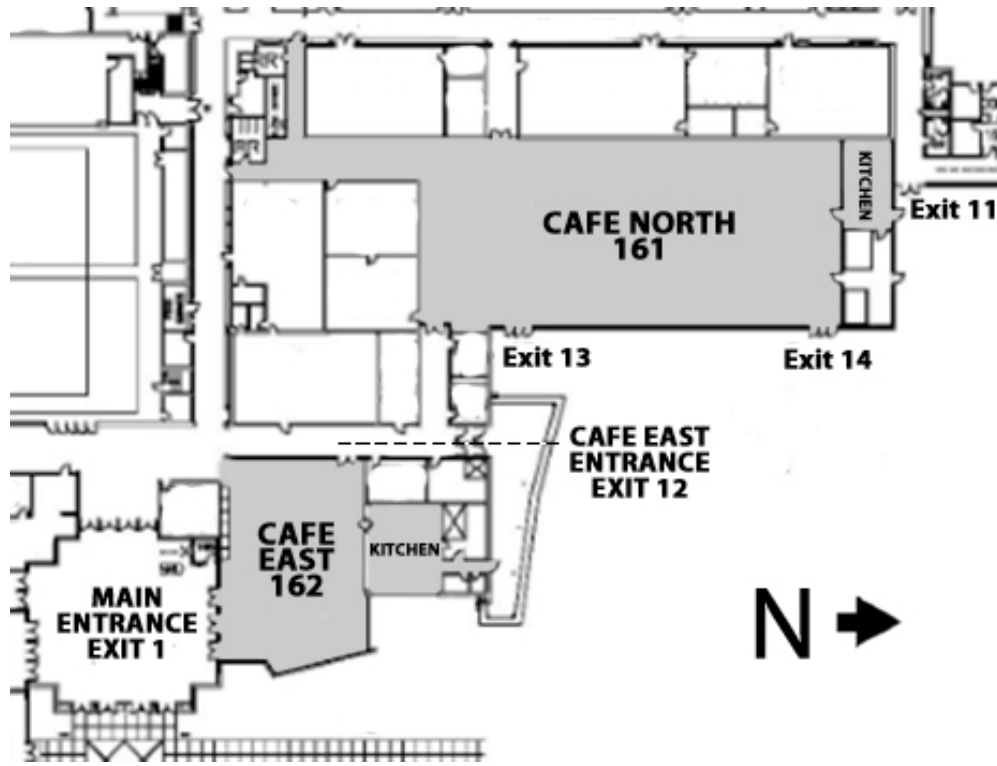 KITCHEN
CAFE NORTH
161
Exit 11
Exit 13
Exit 14
CAFE EAST
ENTRANCE
EXIT 12
CAFE
EAST
162
KITCHEN
MAIN
ENTRANCE
EXIT 1
N